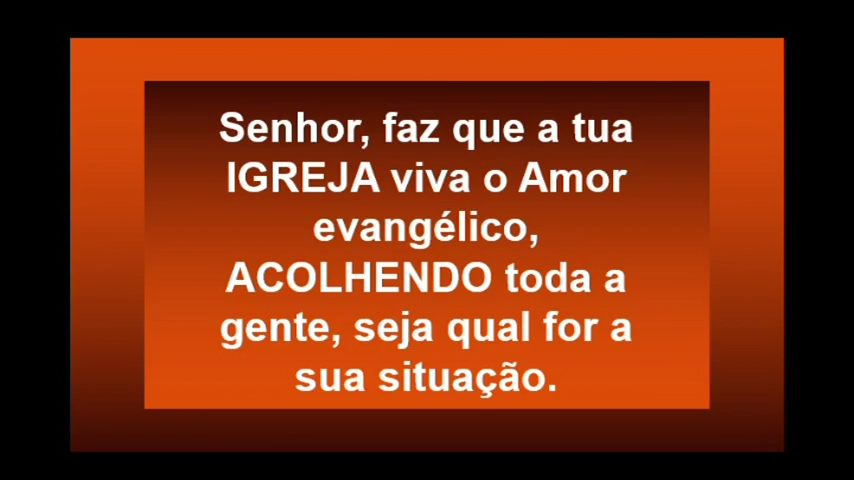 Senhor, faz que a tua
IGREJA viva o Amor
evangélico,
ACOLHENDO toda a
gente, seja qual for a
sua situação.